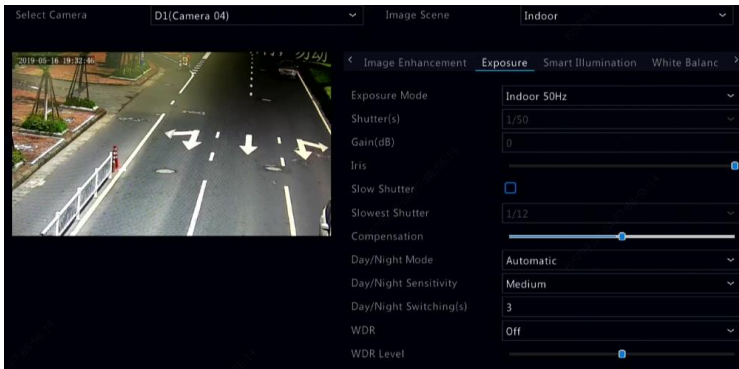 Select Camera D1(Camera 04) Image Scene Indoor
2019-05-16 19:32:46
Image Enhancement Exposure Smart Illumination White Balanc
Exposure Mode Indoor 50Hz
Shutter(s) 1/50
Gain(dB) 0
Iris
Slow Shutter
Slowest Shutter 1/12
Compensation
Day/Night Mode Automatic
Day/Night Sensitivity Medium
Day/Night Switching(s) 3
WDR Off
WDR Level